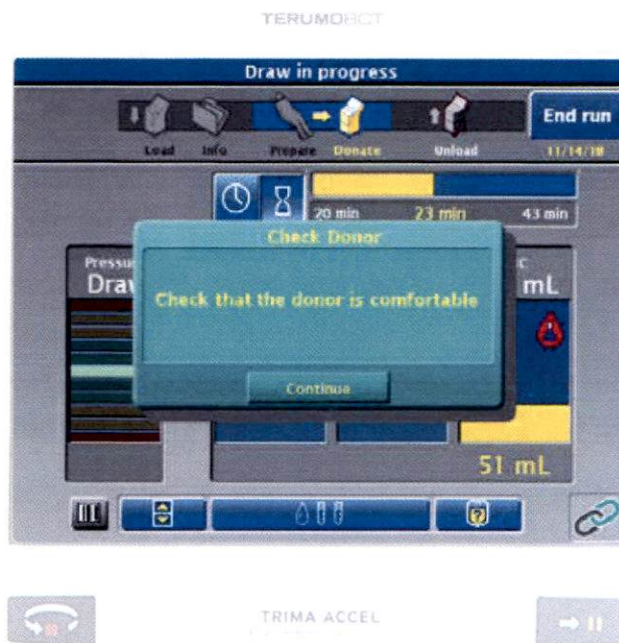 TERUMOBCT
Draw in progress
Load Info Prepare Donate Unload
End run
11/14/18
20 min 23 min 43 min
Check Donor
Pressu
Draw
C
mL
Check that the donor is comfortable
Continue
51 mL
TRIMA ACCEL